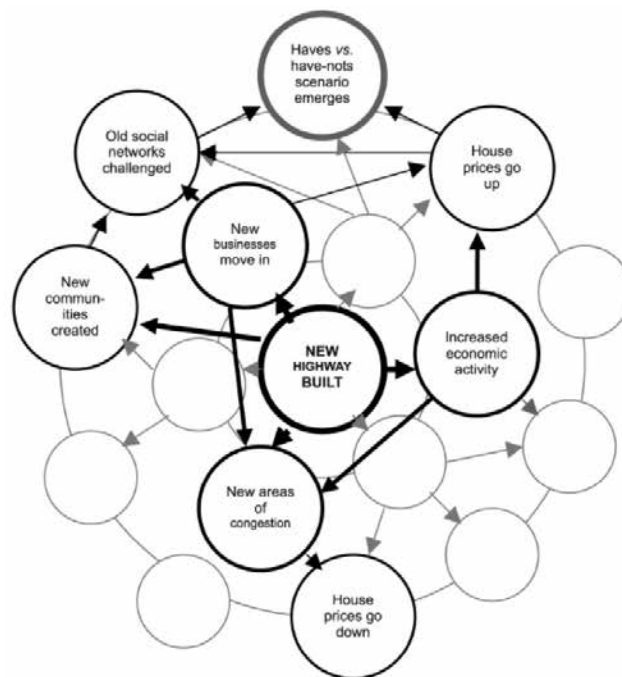 Haves vs.
have-nots
scenario
emerges
Old social
networks
challenged
House
prices go
up
New
businesses
move in
New
commun-
ities
created
NEW
HIGHWAY
BUILT
Increased
economic
activity
New areas
of
congestion
House
prices go
down